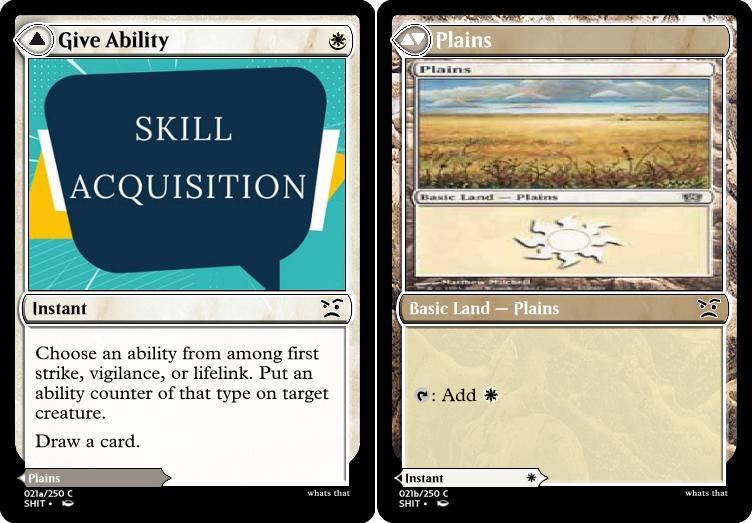 Give Ability
SKILL
ACQUISITION
Instant
Choose an ability from among first
strike, vigilance, or lifelink. Put an
ability counter of that type on target
creature.
Draw a card.
Plains
021a/250 C
SHIT •
whats that
Plains
Plains
Basic Land — Plains
Matthew Mitchell
Basic Land — Plains
: Add
Instant
021b/250 C
SHIT •
whats that